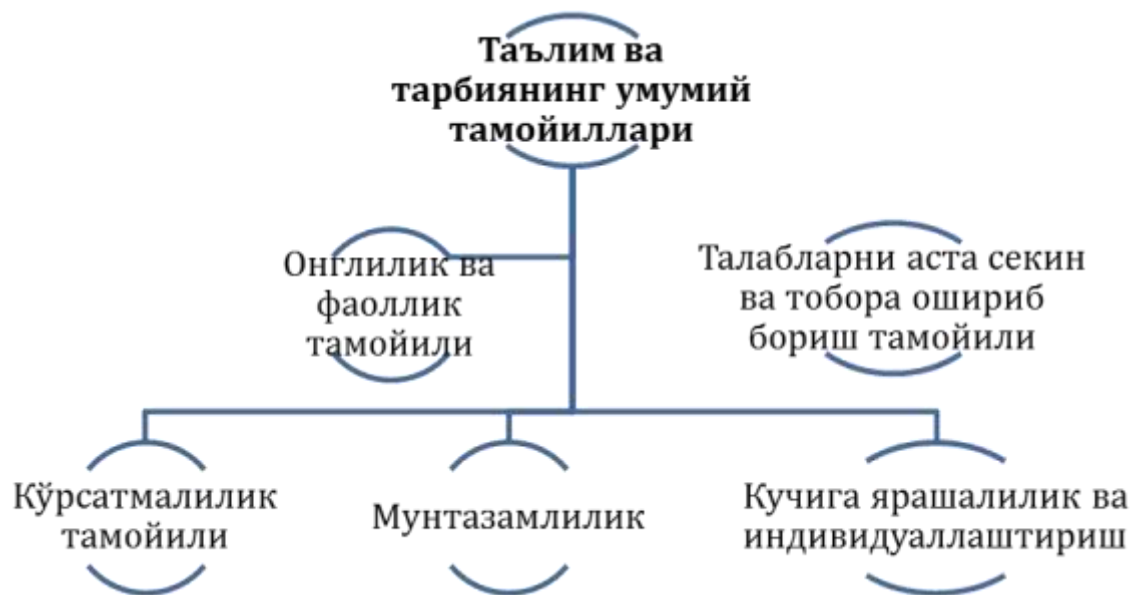 Таълим ва
тарбиянинг умумий
тамойиллари
Онглилик ва
фаоллик
тамойили
Талабларни аста секин
ва тобора ошириб
бориш тамойили
Кўрсатмалилик
тамойили
Мунтазамлилик
Кучига ярашалилик ва
индивидуаллаштириш